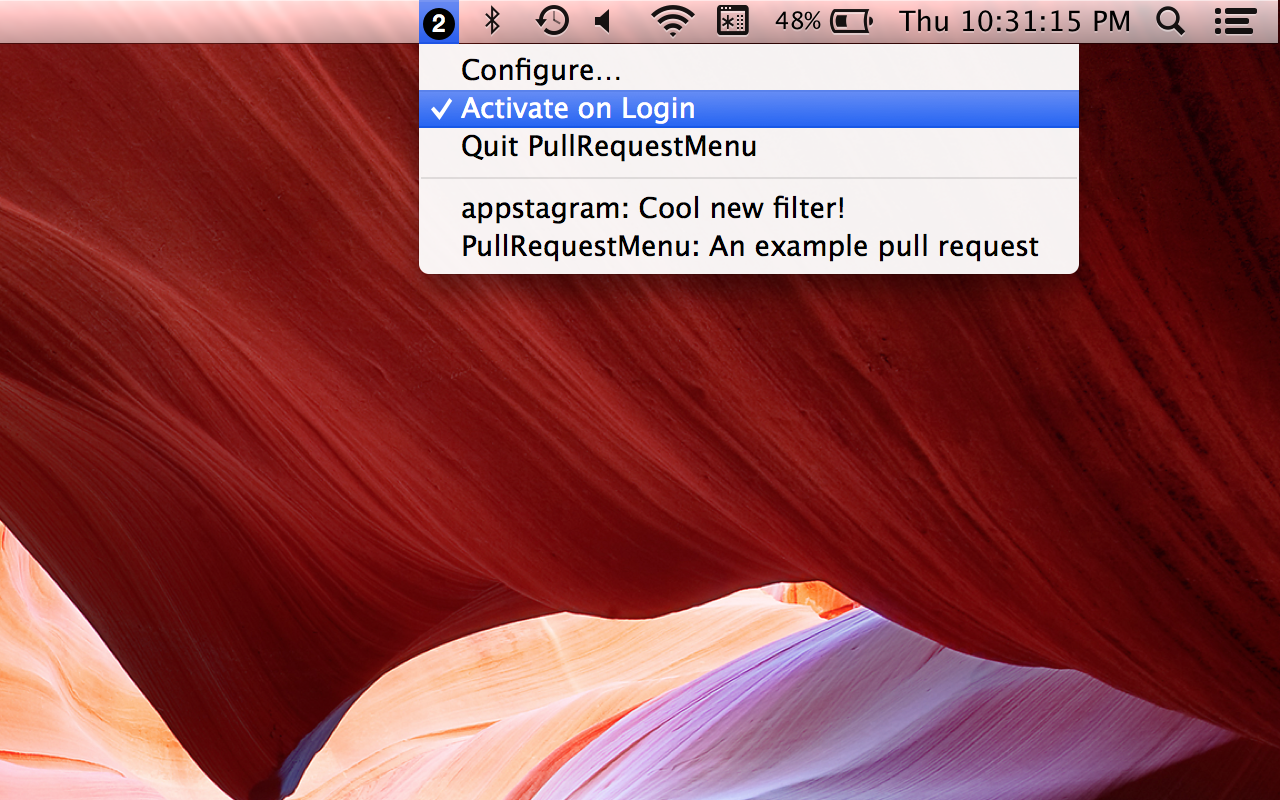 2 48% Thu 10:31:15 PM
Configure…
✓ Activate on Login
Quit PullRequestMenu
appstagram: Cool new filter!
PullRequestMenu: An example pull request